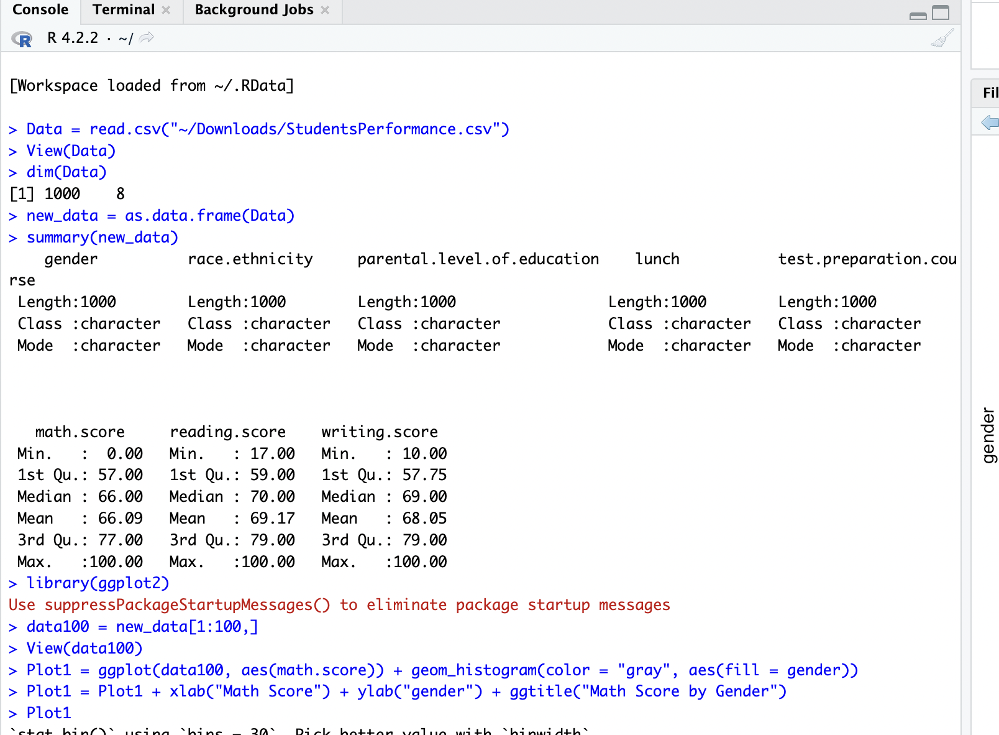 Console Terminal × Background Jobs ×
R 4.2.2 · ~/
[Workspace loaded from ~/.RData]
> Data = read.csv("~/Downloads/StudentsPerformance.csv")
> View(Data)
> dim(Data)
[1] 1000    8
> new_data = as.data.frame(Data)
> summary(new_data)
    gender          race.ethnicity     parental.level.of.education    lunch           test.preparation.cou
rse
 Length:1000        Length:1000        Length:1000                 Length:1000        Length:1000
 Class :character   Class :character   Class :character            Class :character   Class :character
 Mode  :character   Mode  :character   Mode  :character            Mode  :character   Mode  :character
   math.score     reading.score    writing.score
 Min.   :  0.00   Min.   : 17.00   Min.   : 10.00
 1st Qu.: 57.00   1st Qu.: 59.00   1st Qu.: 57.75
 Median : 66.00   Median : 70.00   Median : 69.00
 Mean   : 66.09   Mean   : 69.17   Mean   : 68.05
 3rd Qu.: 77.00   3rd Qu.: 79.00   3rd Qu.: 79.00
 Max.   :100.00   Max.   :100.00   Max.   :100.00
> library(ggplot2)
Use suppressPackageStartupMessages() to eliminate package startup messages
> data100 = new_data[1:100,]
> View(data100)
> Plot1 = ggplot(data100, aes(math.score)) + geom_histogram(color = "gray", aes(fill = gender))
> Plot1 = Plot1 + xlab("Math Score") + ylab("gender") + ggtitle("Math Score by Gender")
> Plot1
`stat_bin()` using `bins = 30`. Pick better value with `binwidth`
Fil
gender